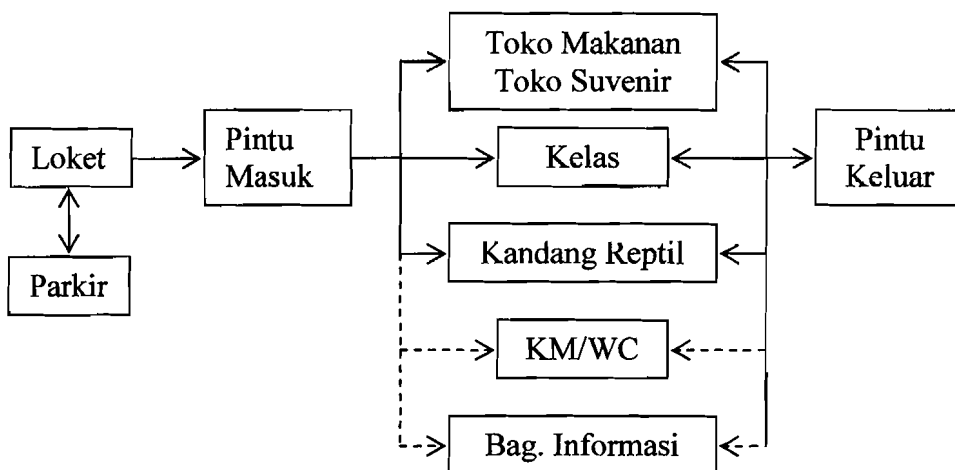 Toko Makanan
Toko Suvenir
Loket
Pintu
Masuk
Kelas
Pintu
Keluar
Parkir
Kandang Reptil
KM/WC
Bag. Informasi